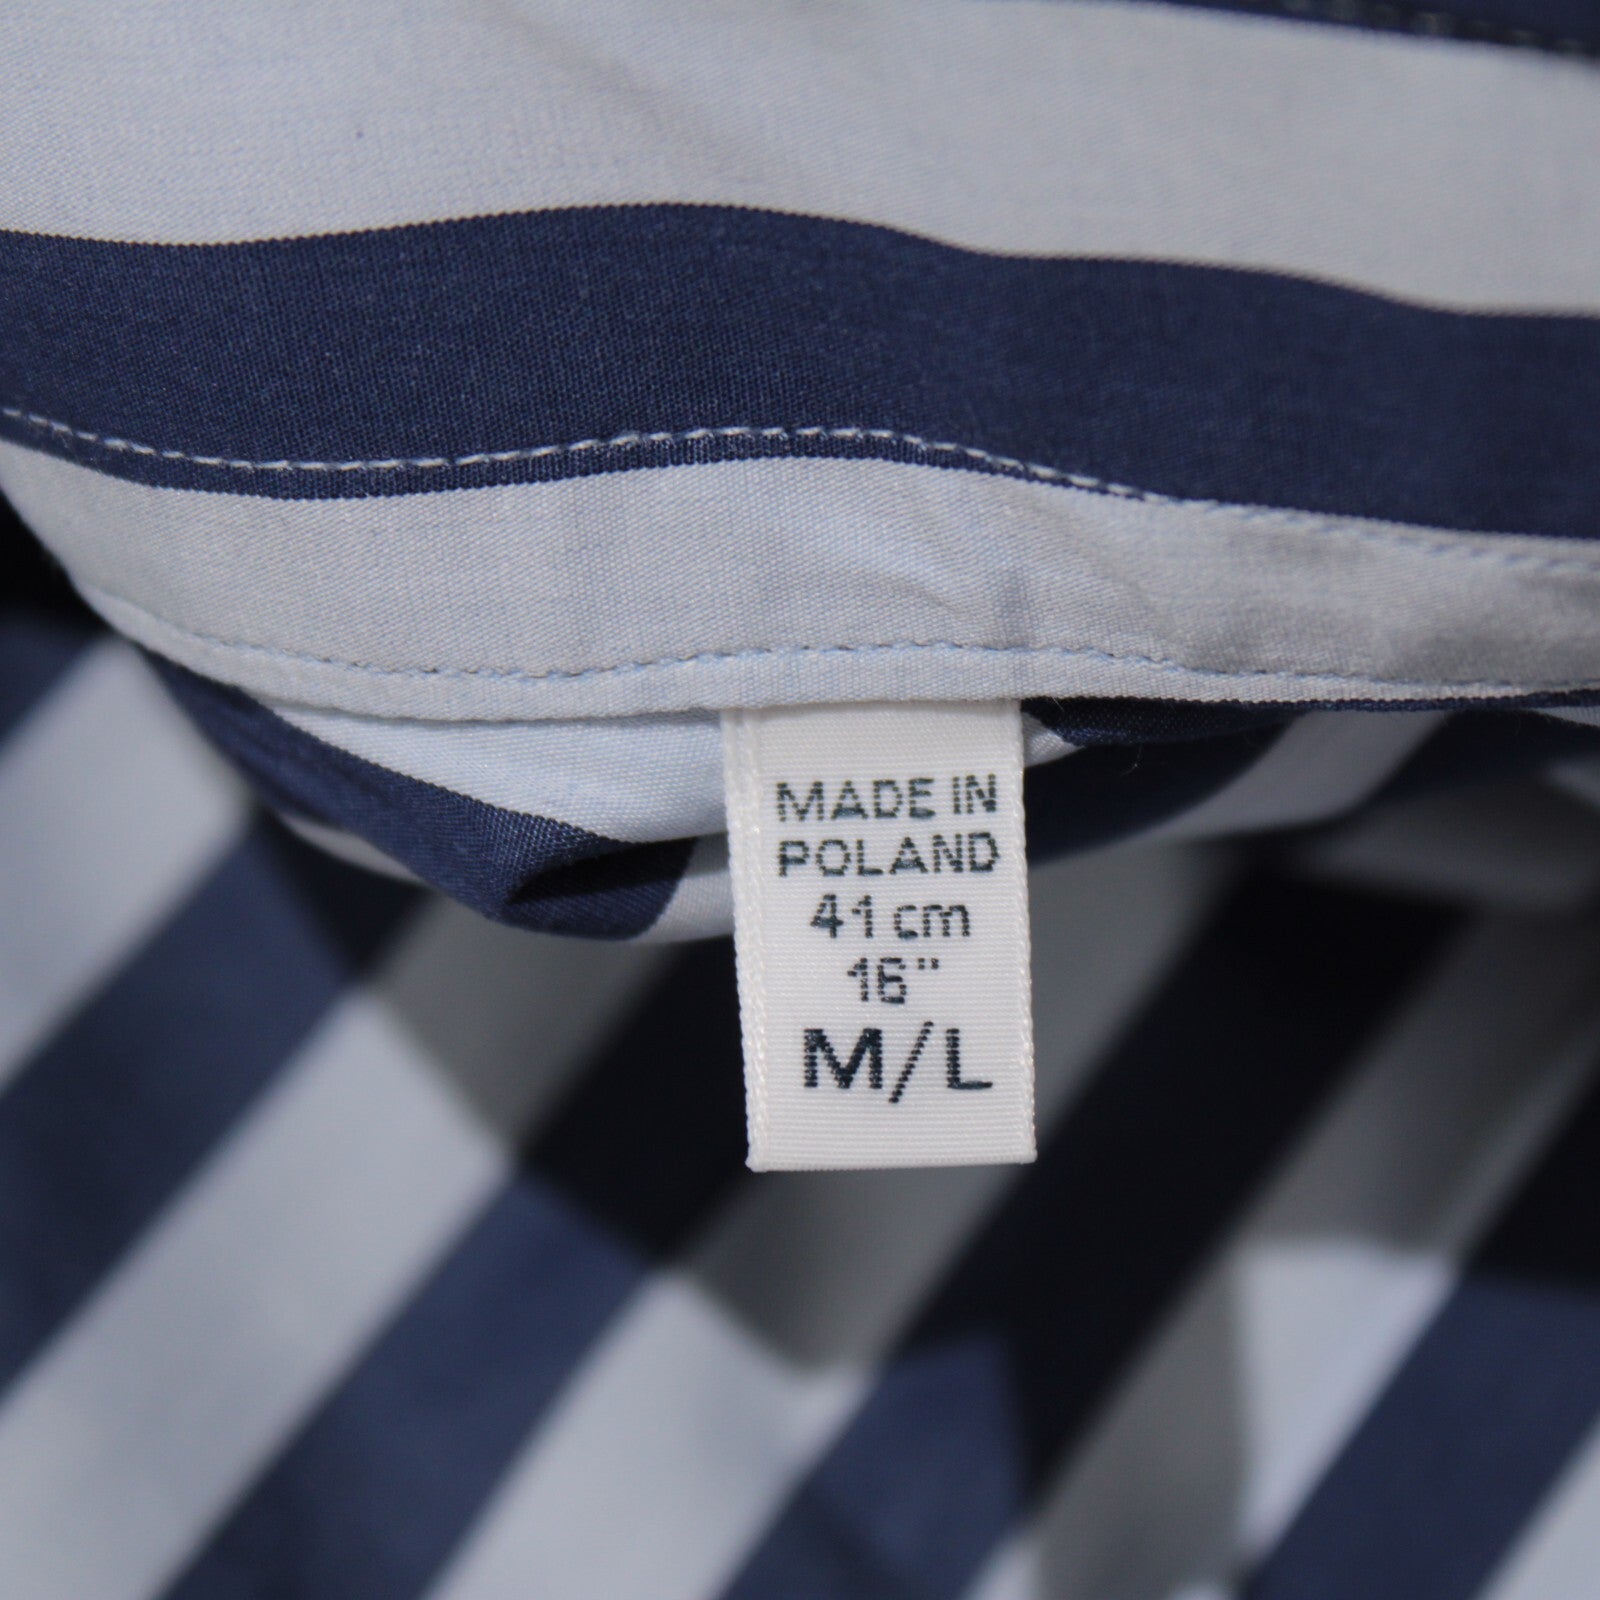 MADE IN
POLAND
41 cm
16"
M/L